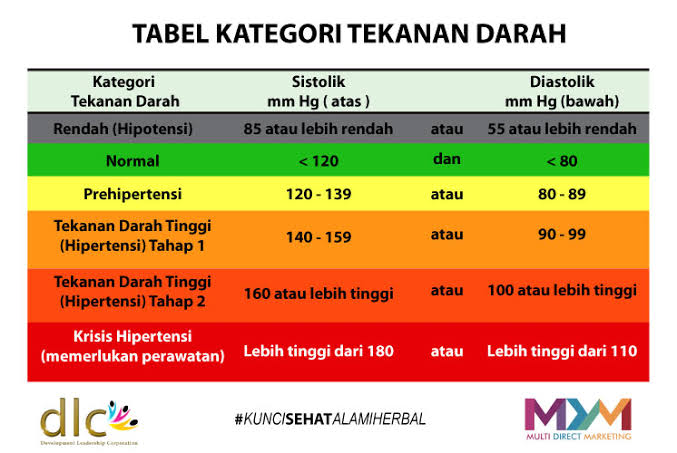 TABEL KATEGORI TEKANAN DARAH
Kategori
Tekanan Darah
Sistolik
mm Hg ( atas )
Diastolik
mm Hg (bawah)
Rendah (Hipotensi) 85 atau lebih rendah atau 55 atau lebih rendah
Normal < 120 dan < 80
Prehipertensi 120 - 139 atau 80 - 89
Tekanan Darah Tinggi
(Hipertensi) Tahap 1
140 - 159 atau 90 - 99
Tekanan Darah Tinggi
(Hipertensi) Tahap 2
160 atau lebih tinggi atau 100 atau lebih tinggi
Krisis Hipertensi
(memerlukan perawatan)
Lebih tinggi dari 180 atau Lebih tinggi dari 110
dlc
Development Leadership Corporation
#KUNCISEHATALAMIHERBAL
MDM
MULTI DIRECT MARKETING